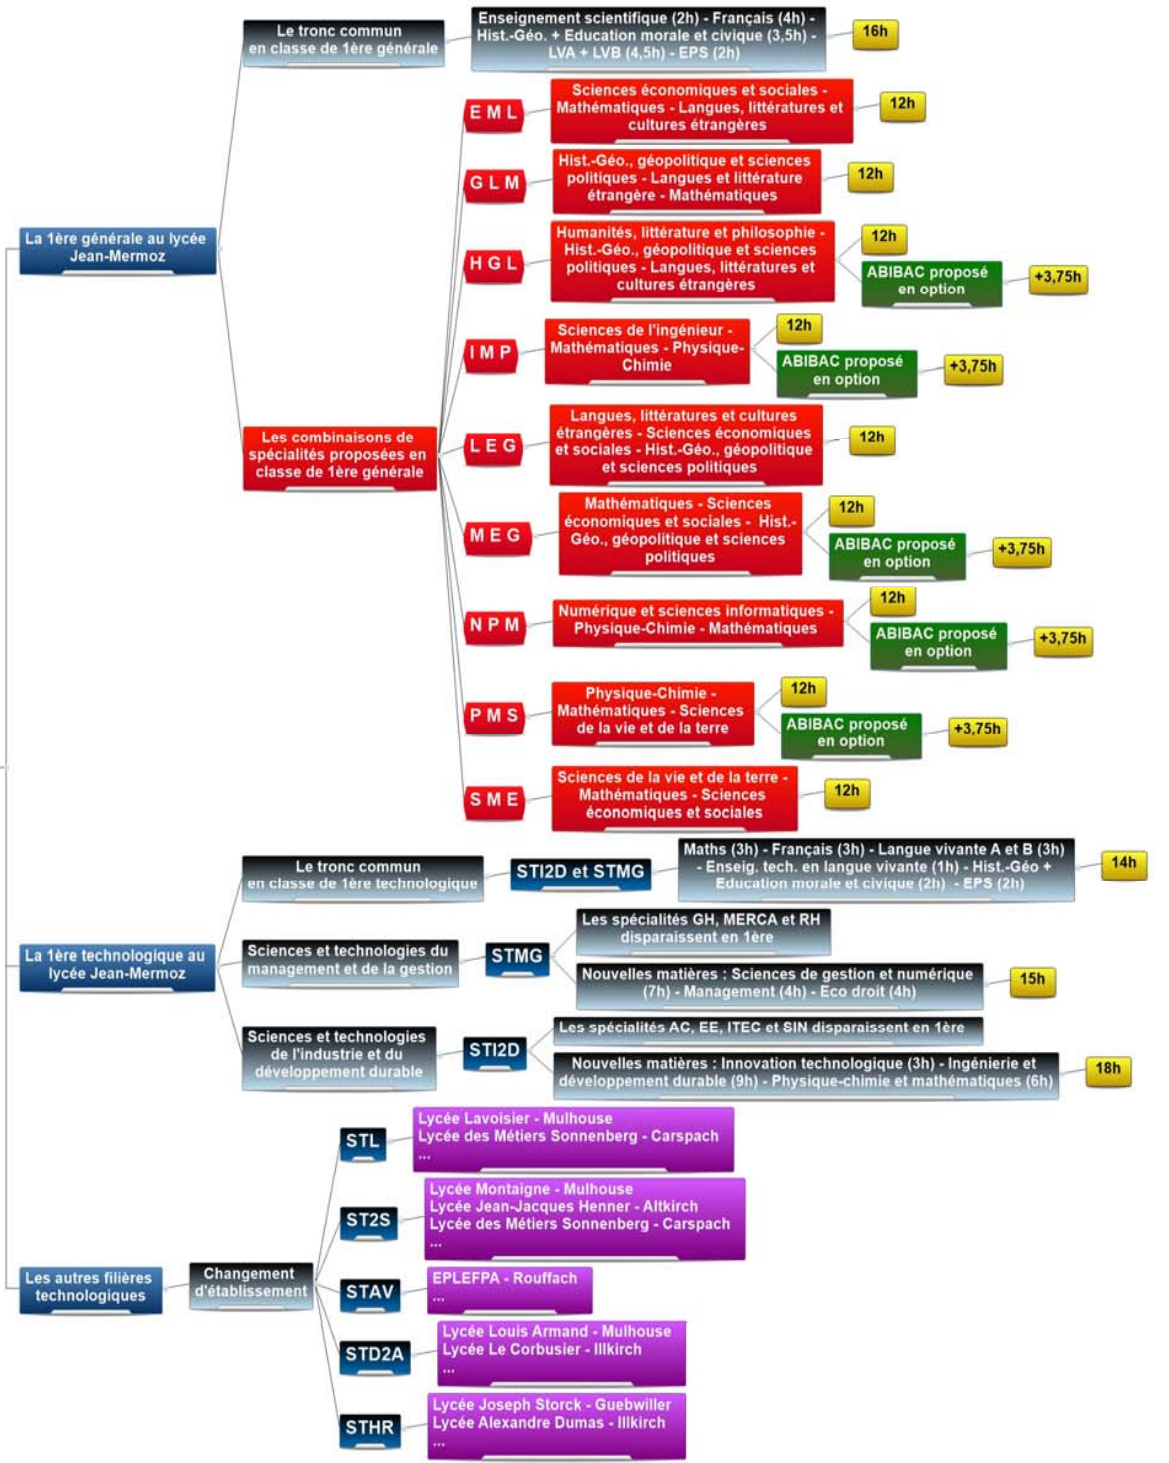 Le tronc commun
en classe de 1ère générale
Enseignement scientifique (2h) - Français (4h) -
Hist.-Géo. + Education morale et civique (3,5h) -
LVA + LVB (4,5h) - EPS (2h)
16h
La 1ère générale au lycée
Jean-Mermoz
Les combinaisons de
spécialités proposées en
classe de 1ère générale
E M L
Sciences économiques et sociales -
Mathématiques - Langues, littératures et
cultures étrangères
12h
G L M
Hist.-Géo., géopolitique et sciences
politiques - Langues et littérature
étrangère - Mathématiques
12h
H G L
Humanités, littérature et philosophie -
Hist.-Géo., géopolitique et sciences
politiques - Langues, littératures et
cultures étrangères
12h
ABIBAC proposé
en option
+3,75h
I M P
Sciences de l'ingénieur -
Mathématiques - Physique-
Chimie
12h
ABIBAC proposé
en option
+3,75h
L E G
Langues, littératures et cultures
étrangères - Sciences économiques
et sociales - Hist.-Géo., géopolitique
et sciences politiques
12h
M E G
Mathématiques - Sciences
économiques et sociales - Hist.-
Géo., géopolitique et sciences
politiques
12h
ABIBAC proposé
en option
+3,75h
N P M
Numérique et sciences informatiques -
Physique-Chimie - Mathématiques
12h
ABIBAC proposé
en option
+3,75h
P M S
Physique-Chimie -
Mathématiques - Sciences
de la vie et de la terre
12h
ABIBAC proposé
en option
+3,75h
S M E
Sciences de la vie et de la terre -
Mathématiques - Sciences
économiques et sociales
12h
La 1ère technologique au
lycée Jean-Mermoz
Le tronc commun
en classe de 1ère technologique
STI2D et STMG
Maths (3h) - Français (3h) - Langue vivante A et B (3h)
- Enseig. tech. en langue vivante (1h) - Hist.-Géo +
Education morale et civique (2h) - EPS (2h)
14h
Sciences et technologies du
management et de la gestion
STMG
Les spécialités GH, MERCA et RH
disparaissent en 1ère
Nouvelles matières : Sciences de gestion et numérique
(7h) - Management (4h) - Eco droit (4h)
15h
Sciences et technologies
de l'industrie et du
développement durable
STI2D
Les spécialités AC, EE, ITEC et SIN disparaissent en 1ère
Nouvelles matières : Innovation technologique (3h) - Ingénierie et
développement durable (9h) - Physique-chimie et mathématiques (6h)
18h
Les autres filières
technologiques
Changement
d'établissement
STL
Lycée Lavoisier - Mulhouse
Lycée des Métiers Sonnenberg - Carspach
...
ST2S
Lycée Montaigne - Mulhouse
Lycée Jean-Jacques Henner - Altkirch
Lycée des Métiers Sonnenberg - Carspach
...
STAV
EPLEFPA - Rouffach
...
STD2A
Lycée Louis Armand - Mulhouse
Lycée Le Corbusier - Illkirch
...
STHR
Lycée Joseph Storck - Guebwiller
Lycée Alexandre Dumas - Illkirch
...